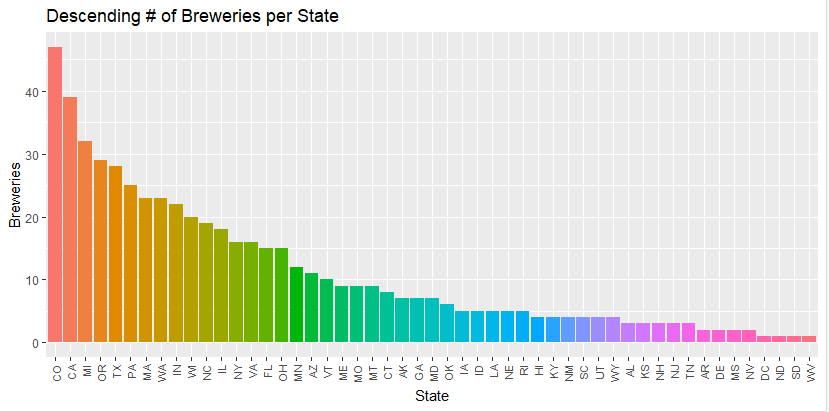 Descending # of Breweries per State
40
30
20
10
0
Breweries
CO CA MI OR TX PA MA WA IN WI NC IL NY VA FL OH MN AZ VT ME MO MT CT AK GA MD OK IA ID LA NE RI HI KY NM SC UT WY AL KS NH NJ TN AR DE MS NV DC ND SD WV
State